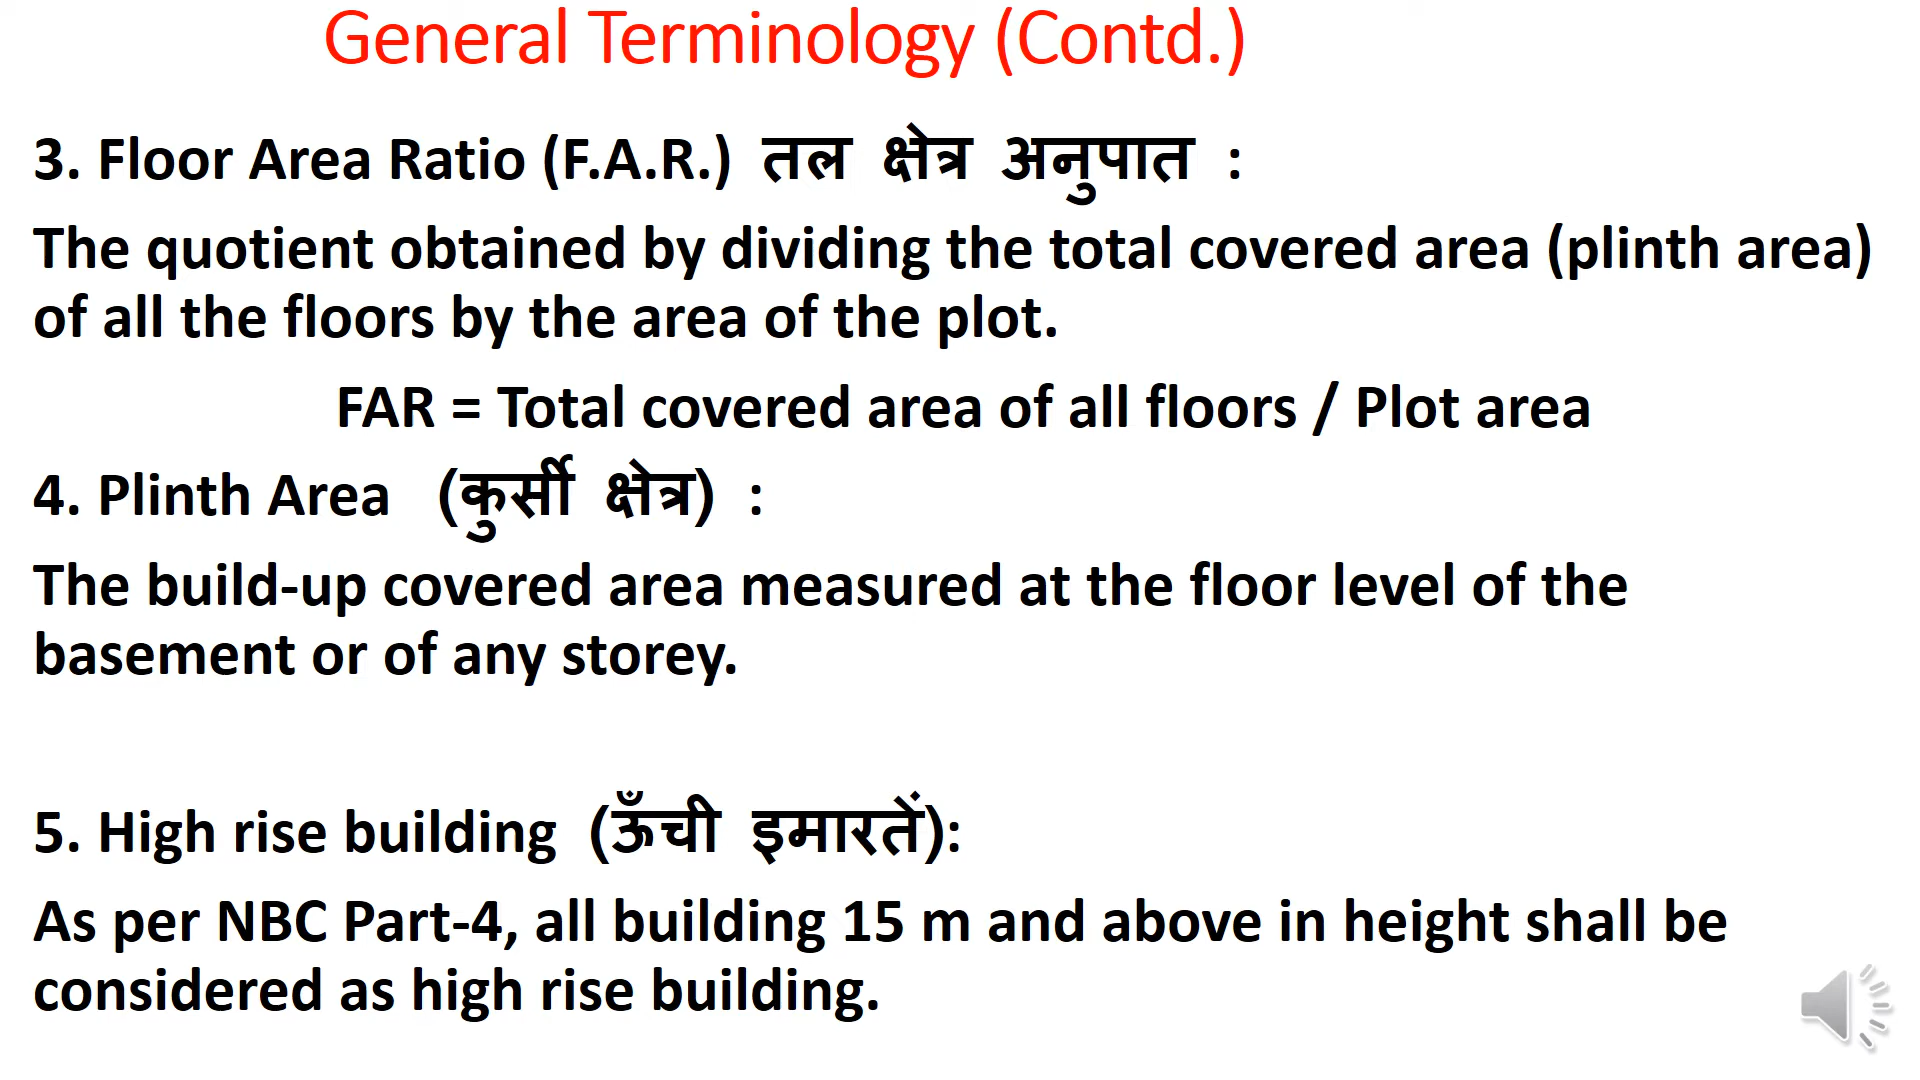 General Terminology (Contd.)
3. Floor Area Ratio (F.A.R.) तल क्षेत्र अनुपात :
The quotient obtained by dividing the total covered area (plinth area)
of all the floors by the area of the plot.
FAR = Total covered area of all floors / Plot area
4. Plinth Area (कुर्सी क्षेत्र) :
The build-up covered area measured at the floor level of the
basement or of any storey.
5. High rise building (ऊँची इमारतें):
As per NBC Part-4, all building 15 m and above in height shall be
considered as high rise building.